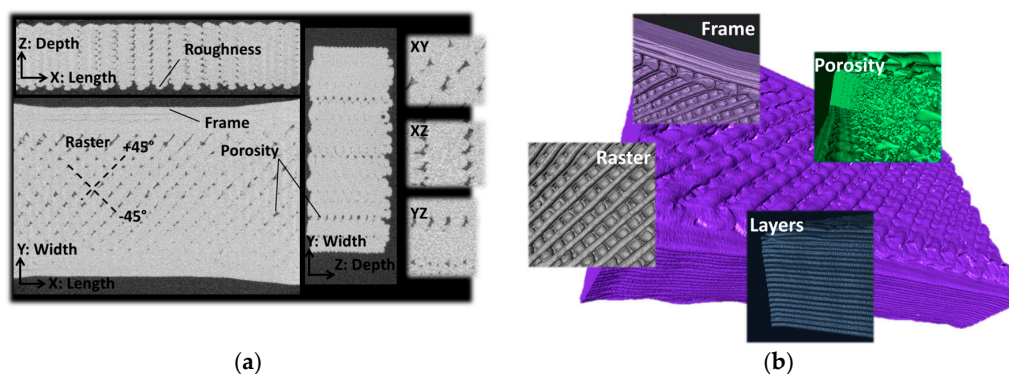 Z: Depth
X: Length
Roughness
Frame
Raster
+45°
-45°
Porosity
Y: Width
X: Length
Y: Width
Z: Depth
XY
XZ
YZ
(a)
Frame
Porosity
Raster
Layers
(b)